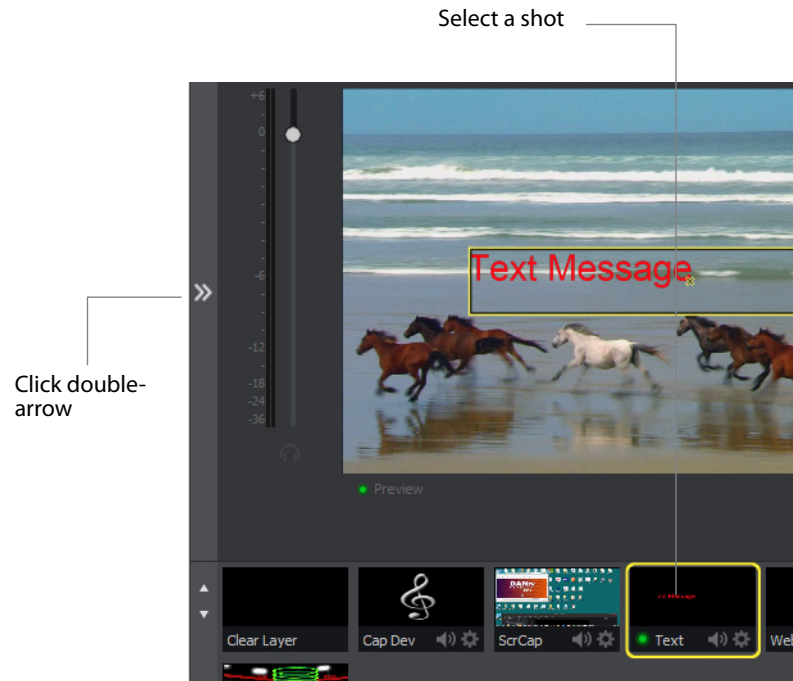 Select a shot
+6
0
-6
-12
-18
-24
-36
Text Message
Click double-
arrow
Preview
Clear Layer
Cap Dev
ScrCap
Text
Web